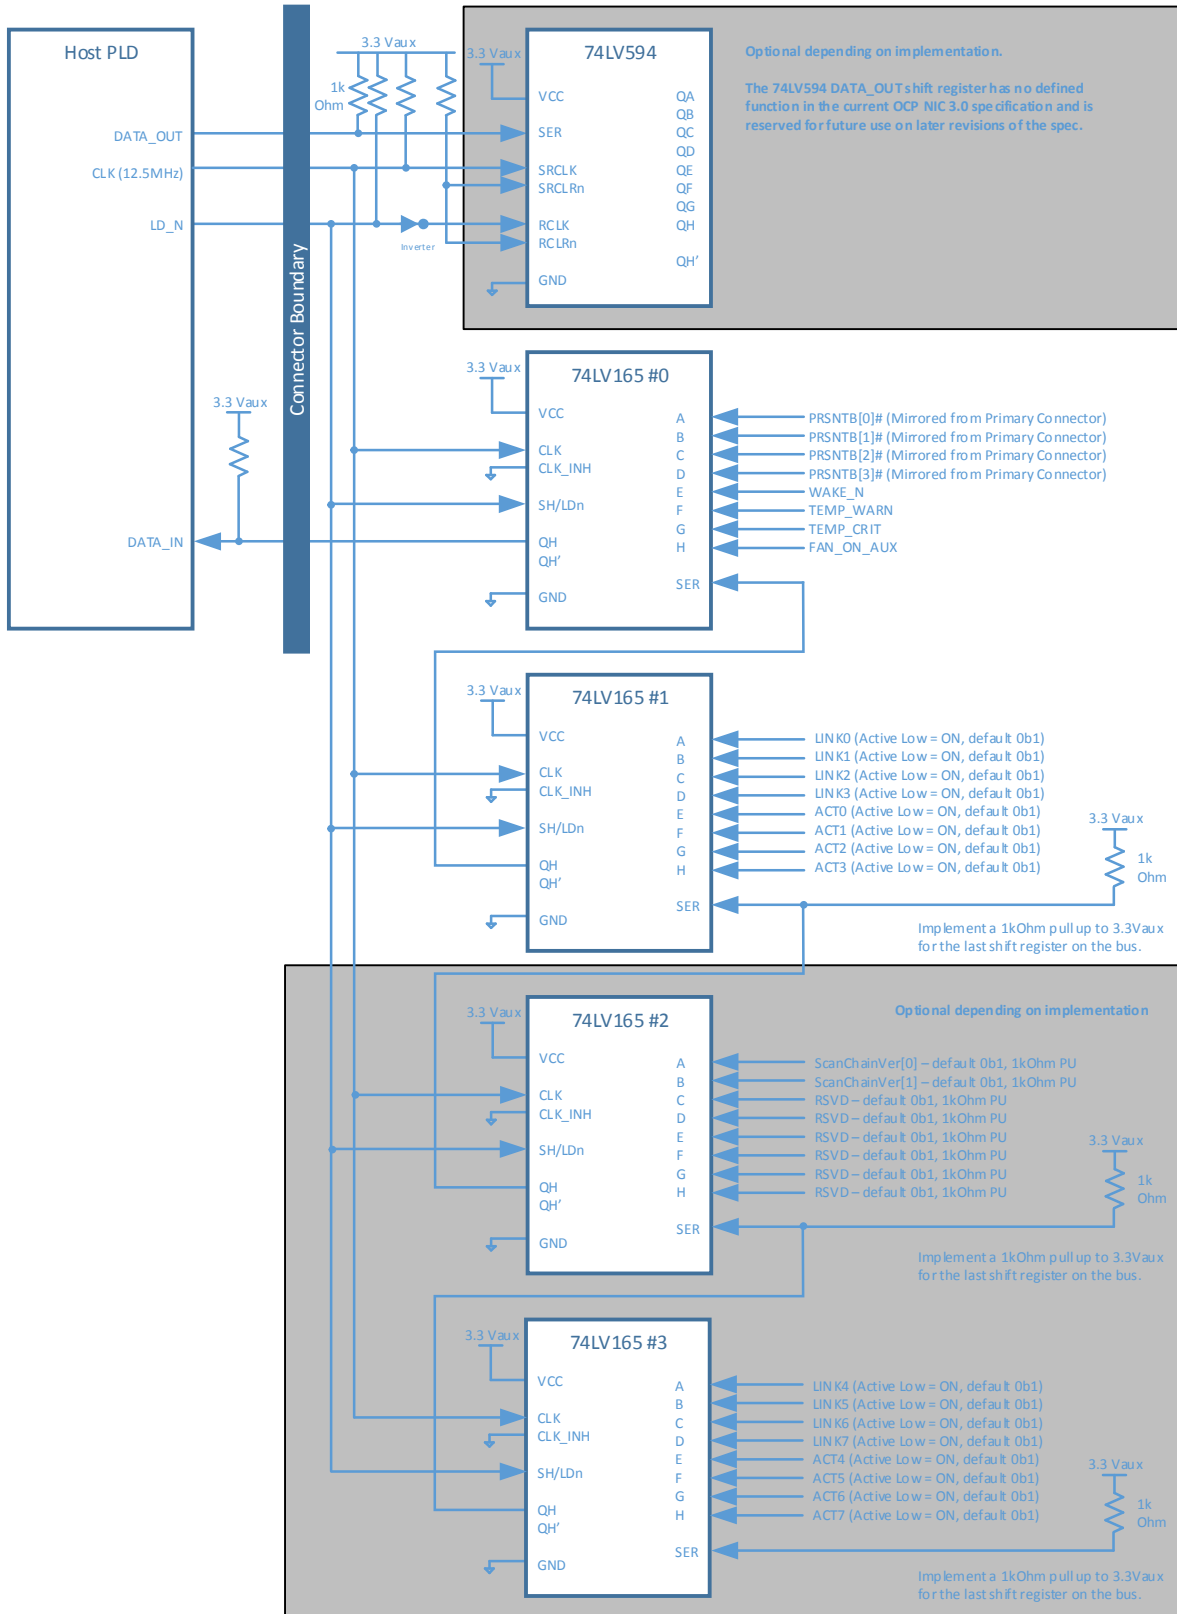 Host PLD
DATA_OUT
CLK (12.5MHz)
LD_N
DATA_IN
Connector Boundary
3.3 Vaux
1k
Ohm
Inverter
3.3 Vaux
3.3 Vaux
74LV594
VCC
SER
SRCLK
SRCLRn
RCLK
RCLRn
GND
QA
QB
QC
QD
QE
QF
QG
QH
QH’
Optional depending on implementation.
The 74LV594 DATA_OUT shift register has no defined
function in the current OCP NIC 3.0 specification and is
reserved for future use on later revisions of the spec.
3.3 Vaux
74LV165 #0
VCC
CLK
CLK_INH
SH/LDn
QH
QH’
GND
A
B
C
D
E
F
G
H
SER
PRSNTB[0]# (Mirrored from Primary Connector)
PRSNTB[1]# (Mirrored from Primary Connector)
PRSNTB[2]# (Mirrored from Primary Connector)
PRSNTB[3]# (Mirrored from Primary Connector)
WAKE_N
TEMP_WARN
TEMP_CRIT
FAN_ON_AUX
3.3 Vaux
74LV165 #1
VCC
CLK
CLK_INH
SH/LDn
QH
QH’
GND
A
B
C
D
E
F
G
H
SER
LINK0 (Active Low = ON, default 0b1)
LINK1 (Active Low = ON, default 0b1)
LINK2 (Active Low = ON, default 0b1)
LINK3 (Active Low = ON, default 0b1)
ACT0 (Active Low = ON, default 0b1)
ACT1 (Active Low = ON, default 0b1)
ACT2 (Active Low = ON, default 0b1)
ACT3 (Active Low = ON, default 0b1)
3.3 Vaux
1k
Ohm
Implement a 1kOhm pull up to 3.3Vaux
for the last shift register on the bus.
Optional depending on implementation
3.3 Vaux
74LV165 #2
VCC
CLK
CLK_INH
SH/LDn
QH
QH’
GND
A
B
C
D
E
F
G
H
SER
ScanChainVer[0] – default 0b1, 1kOhm PU
ScanChainVer[1] – default 0b1, 1kOhm PU
RSVD – default 0b1, 1kOhm PU
RSVD – default 0b1, 1kOhm PU
RSVD – default 0b1, 1kOhm PU
RSVD – default 0b1, 1kOhm PU
RSVD – default 0b1, 1kOhm PU
RSVD – default 0b1, 1kOhm PU
3.3 Vaux
1k
Ohm
Implement a 1kOhm pull up to 3.3Vaux
for the last shift register on the bus.
3.3 Vaux
74LV165 #3
VCC
CLK
CLK_INH
SH/LDn
QH
QH’
GND
A
B
C
D
E
F
G
H
SER
LINK4 (Active Low = ON, default 0b1)
LINK5 (Active Low = ON, default 0b1)
LINK6 (Active Low = ON, default 0b1)
LINK7 (Active Low = ON, default 0b1)
ACT4 (Active Low = ON, default 0b1)
ACT5 (Active Low = ON, default 0b1)
ACT6 (Active Low = ON, default 0b1)
ACT7 (Active Low = ON, default 0b1)
3.3 Vaux
1k
Ohm
Implement a 1kOhm pull up to 3.3Vaux
for the last shift register on the bus.